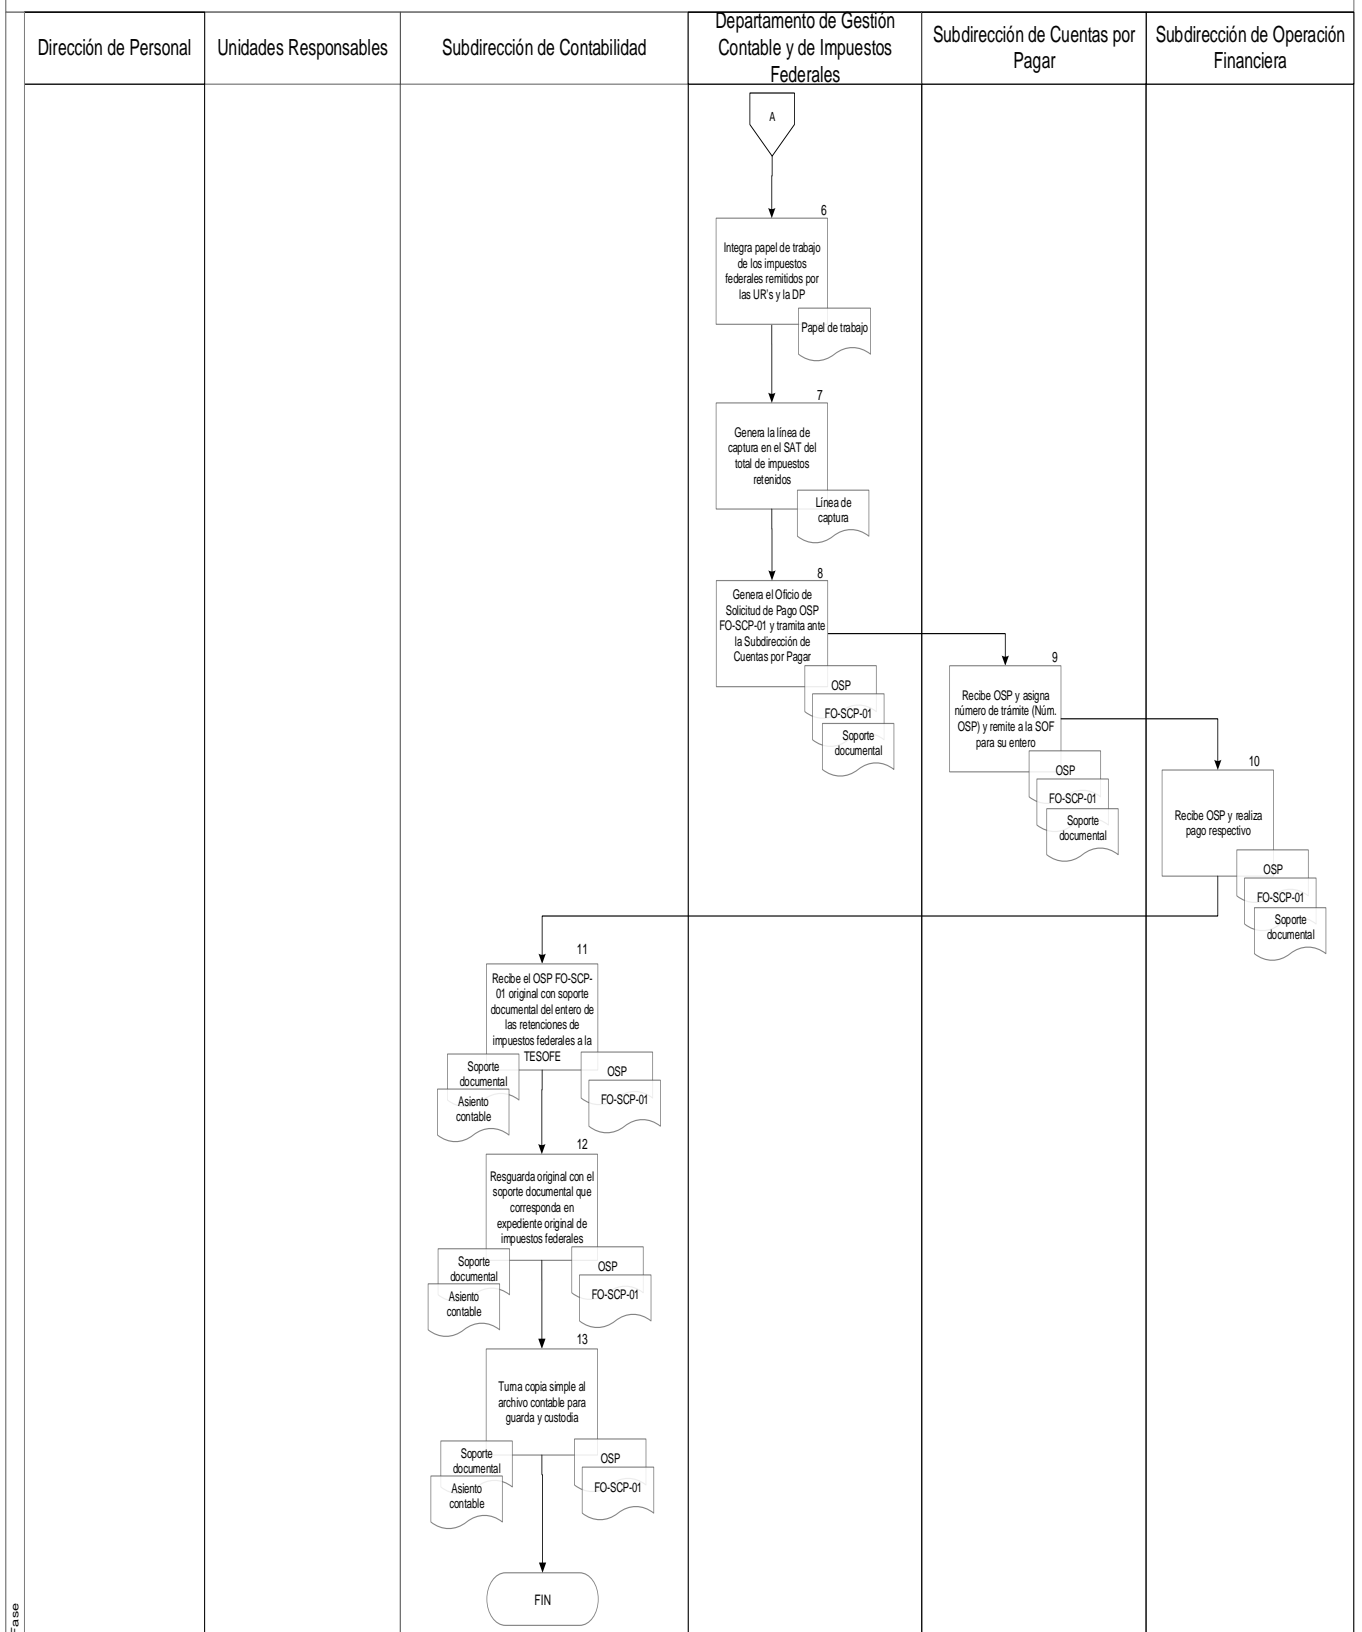 Dirección de Personal
Unidades Responsables
Subdirección de Contabilidad
Departamento de Gestión
Contable y de Impuestos
Federales
Subdirección de Cuentas por
Pagar
Subdirección de Operación
Financiera
A
6
Integra papel de trabajo
de los impuestos
federales remitidos por
las UR's y la DP
Papel de trabajo
7
Genera la línea de
captura en el SAT del
total de impuestos
retenidos
Línea de
captura
8
Genera el Oficio de
Solicitud de Pago OSP
FO-SCP-01 y tramita ante
la Subdirección de
Cuentas por Pagar
OSP
FO-SCP-01
Soporte
documental
9
Recibe OSP y asigna
número de trámite (Núm.
OSP) y remite a la SOF
para su entero
OSP
FO-SCP-01
Soporte
documental
10
Recibe OSP y realiza
pago respectivo
OSP
FO-SCP-01
Soporte
documental
11
Recibe el OSP FO-SCP-
01 original con soporte
documental del entero de
las retenciones de
impuestos federales a la
TESOFE
Soporte
documental
Asiento
contable
OSP
FO-SCP-01
12
Resguarda original con el
soporte documental que
corresponda en
expediente original de
impuestos federales
Soporte
documental
Asiento
contable
OSP
FO-SCP-01
13
Turna copia simple al
archivo contable para
guarda y custodia
Soporte
documental
Asiento
contable
OSP
FO-SCP-01
FIN
Fase